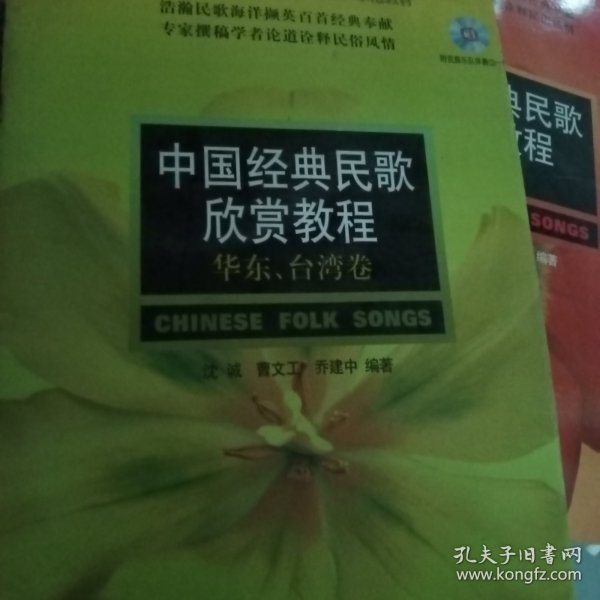 浩瀚民歌海洋撷英百首经典奉献
专家撰稿学者论道诠释民俗风情
中国经典民歌
欣赏教程
华东、台湾卷
CHINESE FOLK SONGS
沈诚 曹文工 乔建中 编著
典民歌
教程
SONGS
编著
孔夫子旧书网
www.kongfz.com